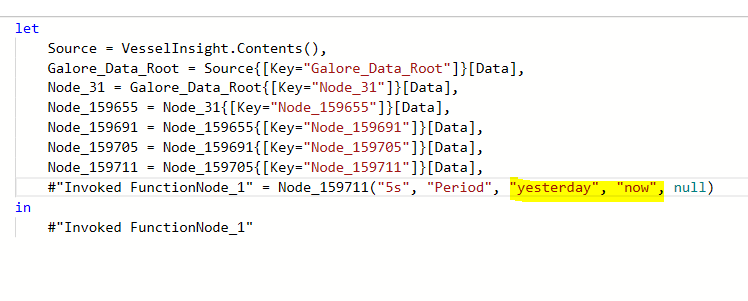 let
Source = VesselInsight.Contents(),
Galore_Data_Root = Source{[Key="Galore_Data_Root"]}[Data],
Node_31 = Galore_Data_Root{[Key="Node_31"]}[Data],
Node_159655 = Node_31{[Key="Node_159655"]}[Data],
Node_159691 = Node_159655{[Key="Node_159691"]}[Data],
Node_159705 = Node_159691{[Key="Node_159705"]}[Data],
Node_159711 = Node_159705{[Key="Node_159711"]}[Data],
#"Invoked FunctionNode_1" = Node_159711("5s", "Period", "yesterday", "now", null)
in
#"Invoked FunctionNode_1"